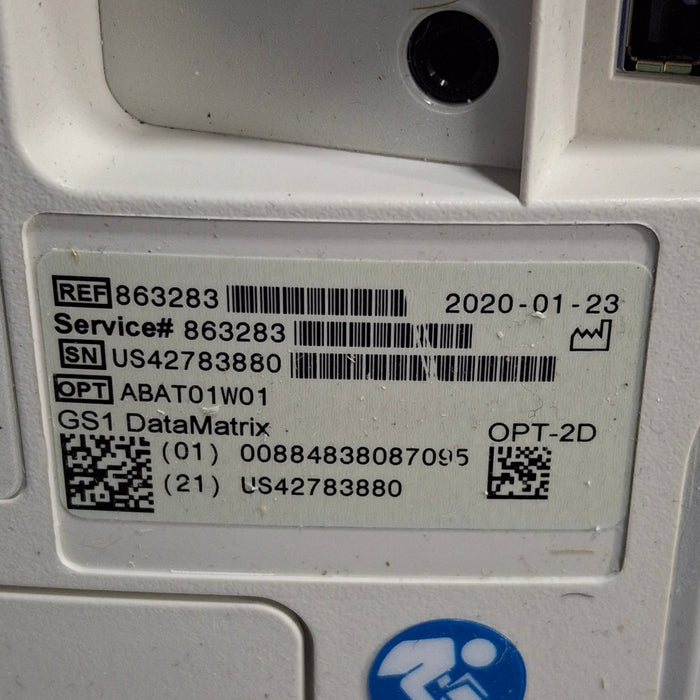 REF 863283 2020-01-23
Service# 863283
SN US42783880
OPT ABAT01W01
GS1 DataMatrix OPT-2D
(01) 00884838087095
(21) US42783880